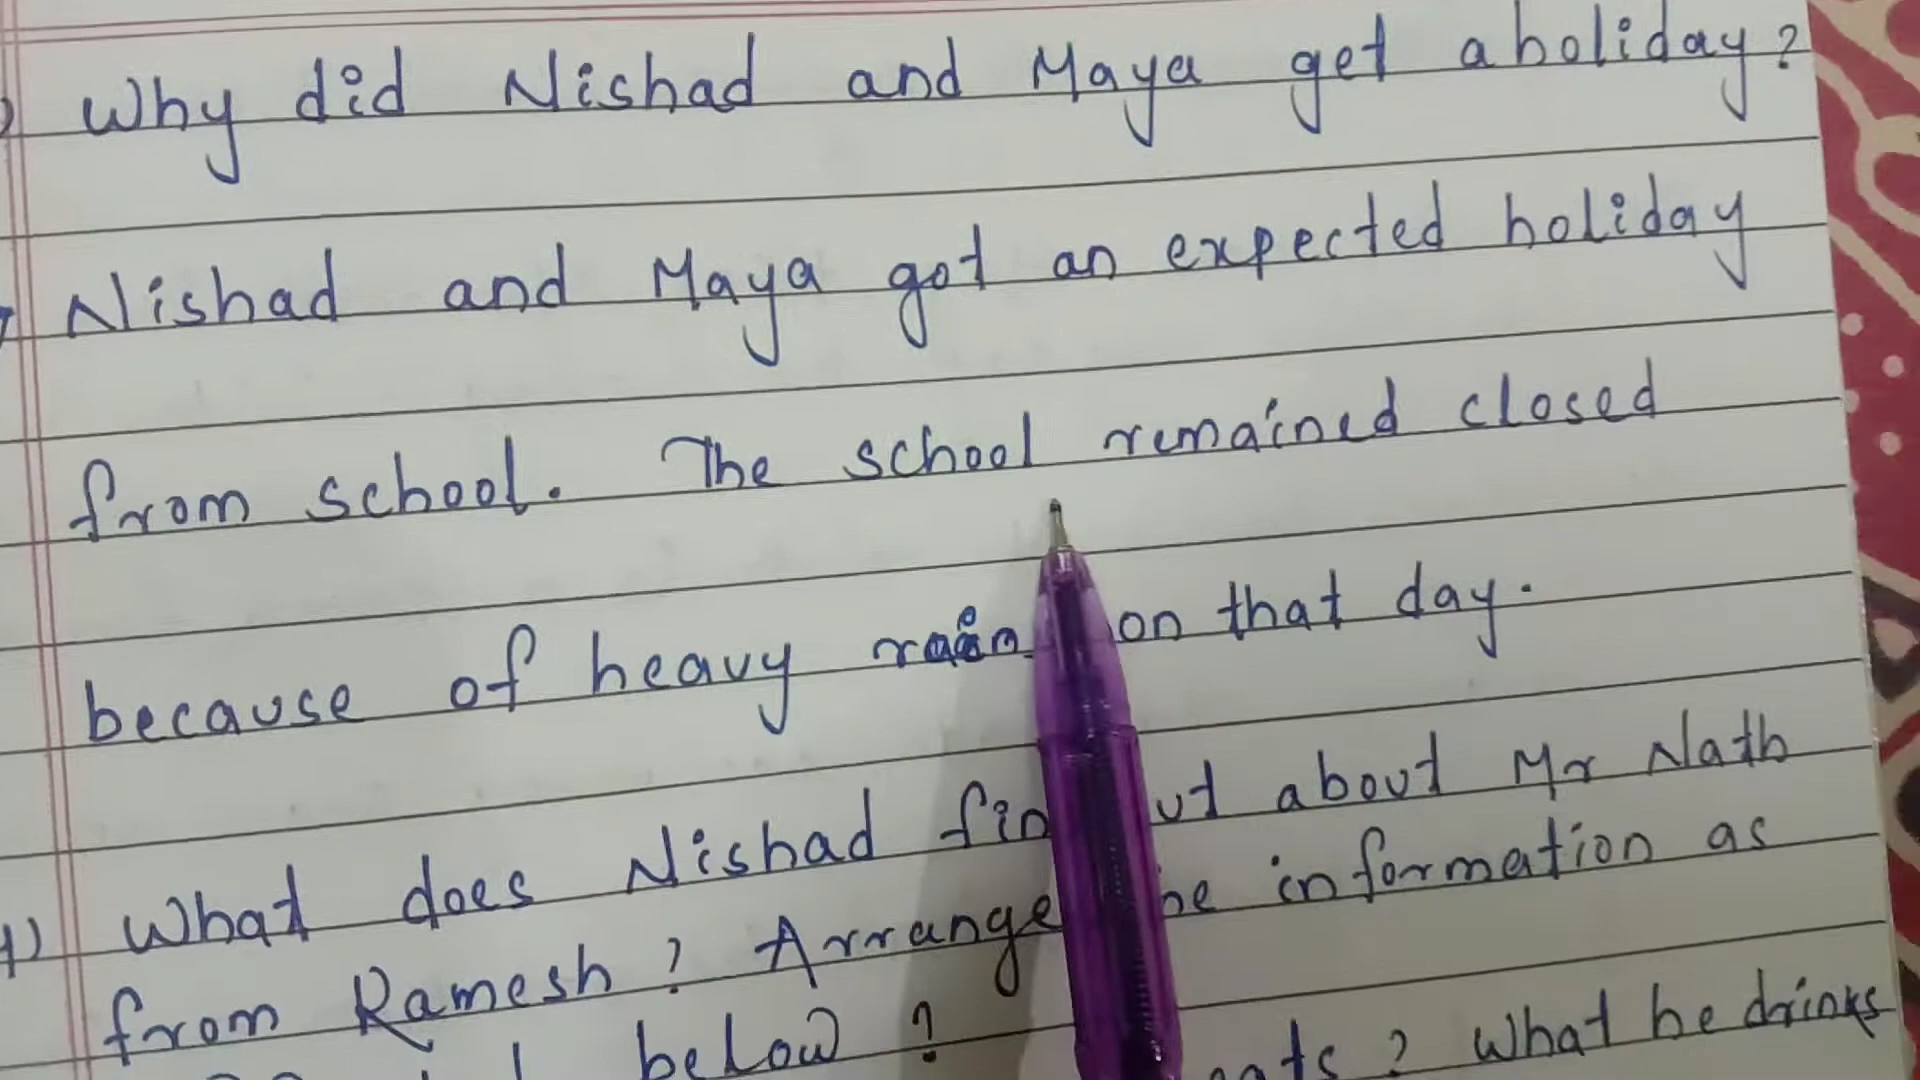 Why did Nishad and Maya get a holiday?
Nishad and Maya got an expected holiday
from school. The school remained closed
because of heavy rain on that day.
What does Nishad about Mr Nath
from Ramesh? Arrange information as
below?
? What he drinks